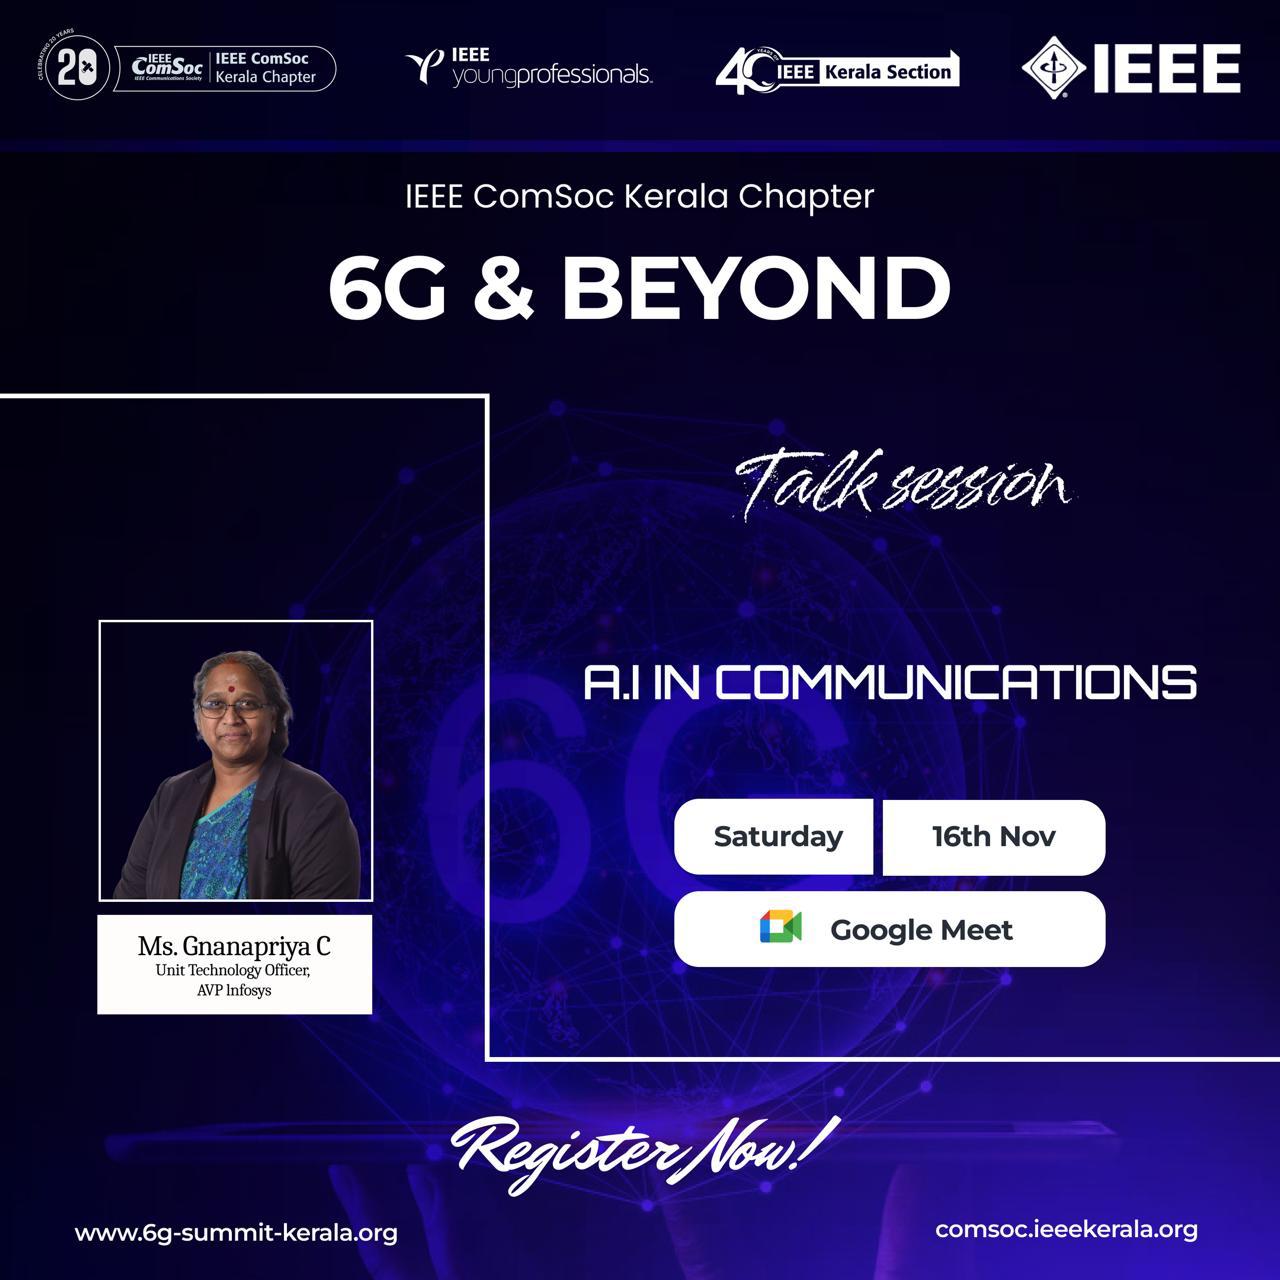 CELEBRATING 20 YEARS
20
IEEE ComSoc
IEEE Communications Society
IEEE ComSoc
Kerala Chapter
IEEE
youngprofessionals
40 YEARS
IEEE Kerala Section
IEEE
IEEE ComSoc Kerala Chapter
6G & BEYOND
Talk session
A.I IN COMMUNICATIONS
6G
Saturday
16th Nov
Google Meet
Ms. Gnanapriya C
Unit Technology Officer,
AVP Infosys
Register Now!
www.6g-summit-kerala.org
comsoc.ieeekerala.org